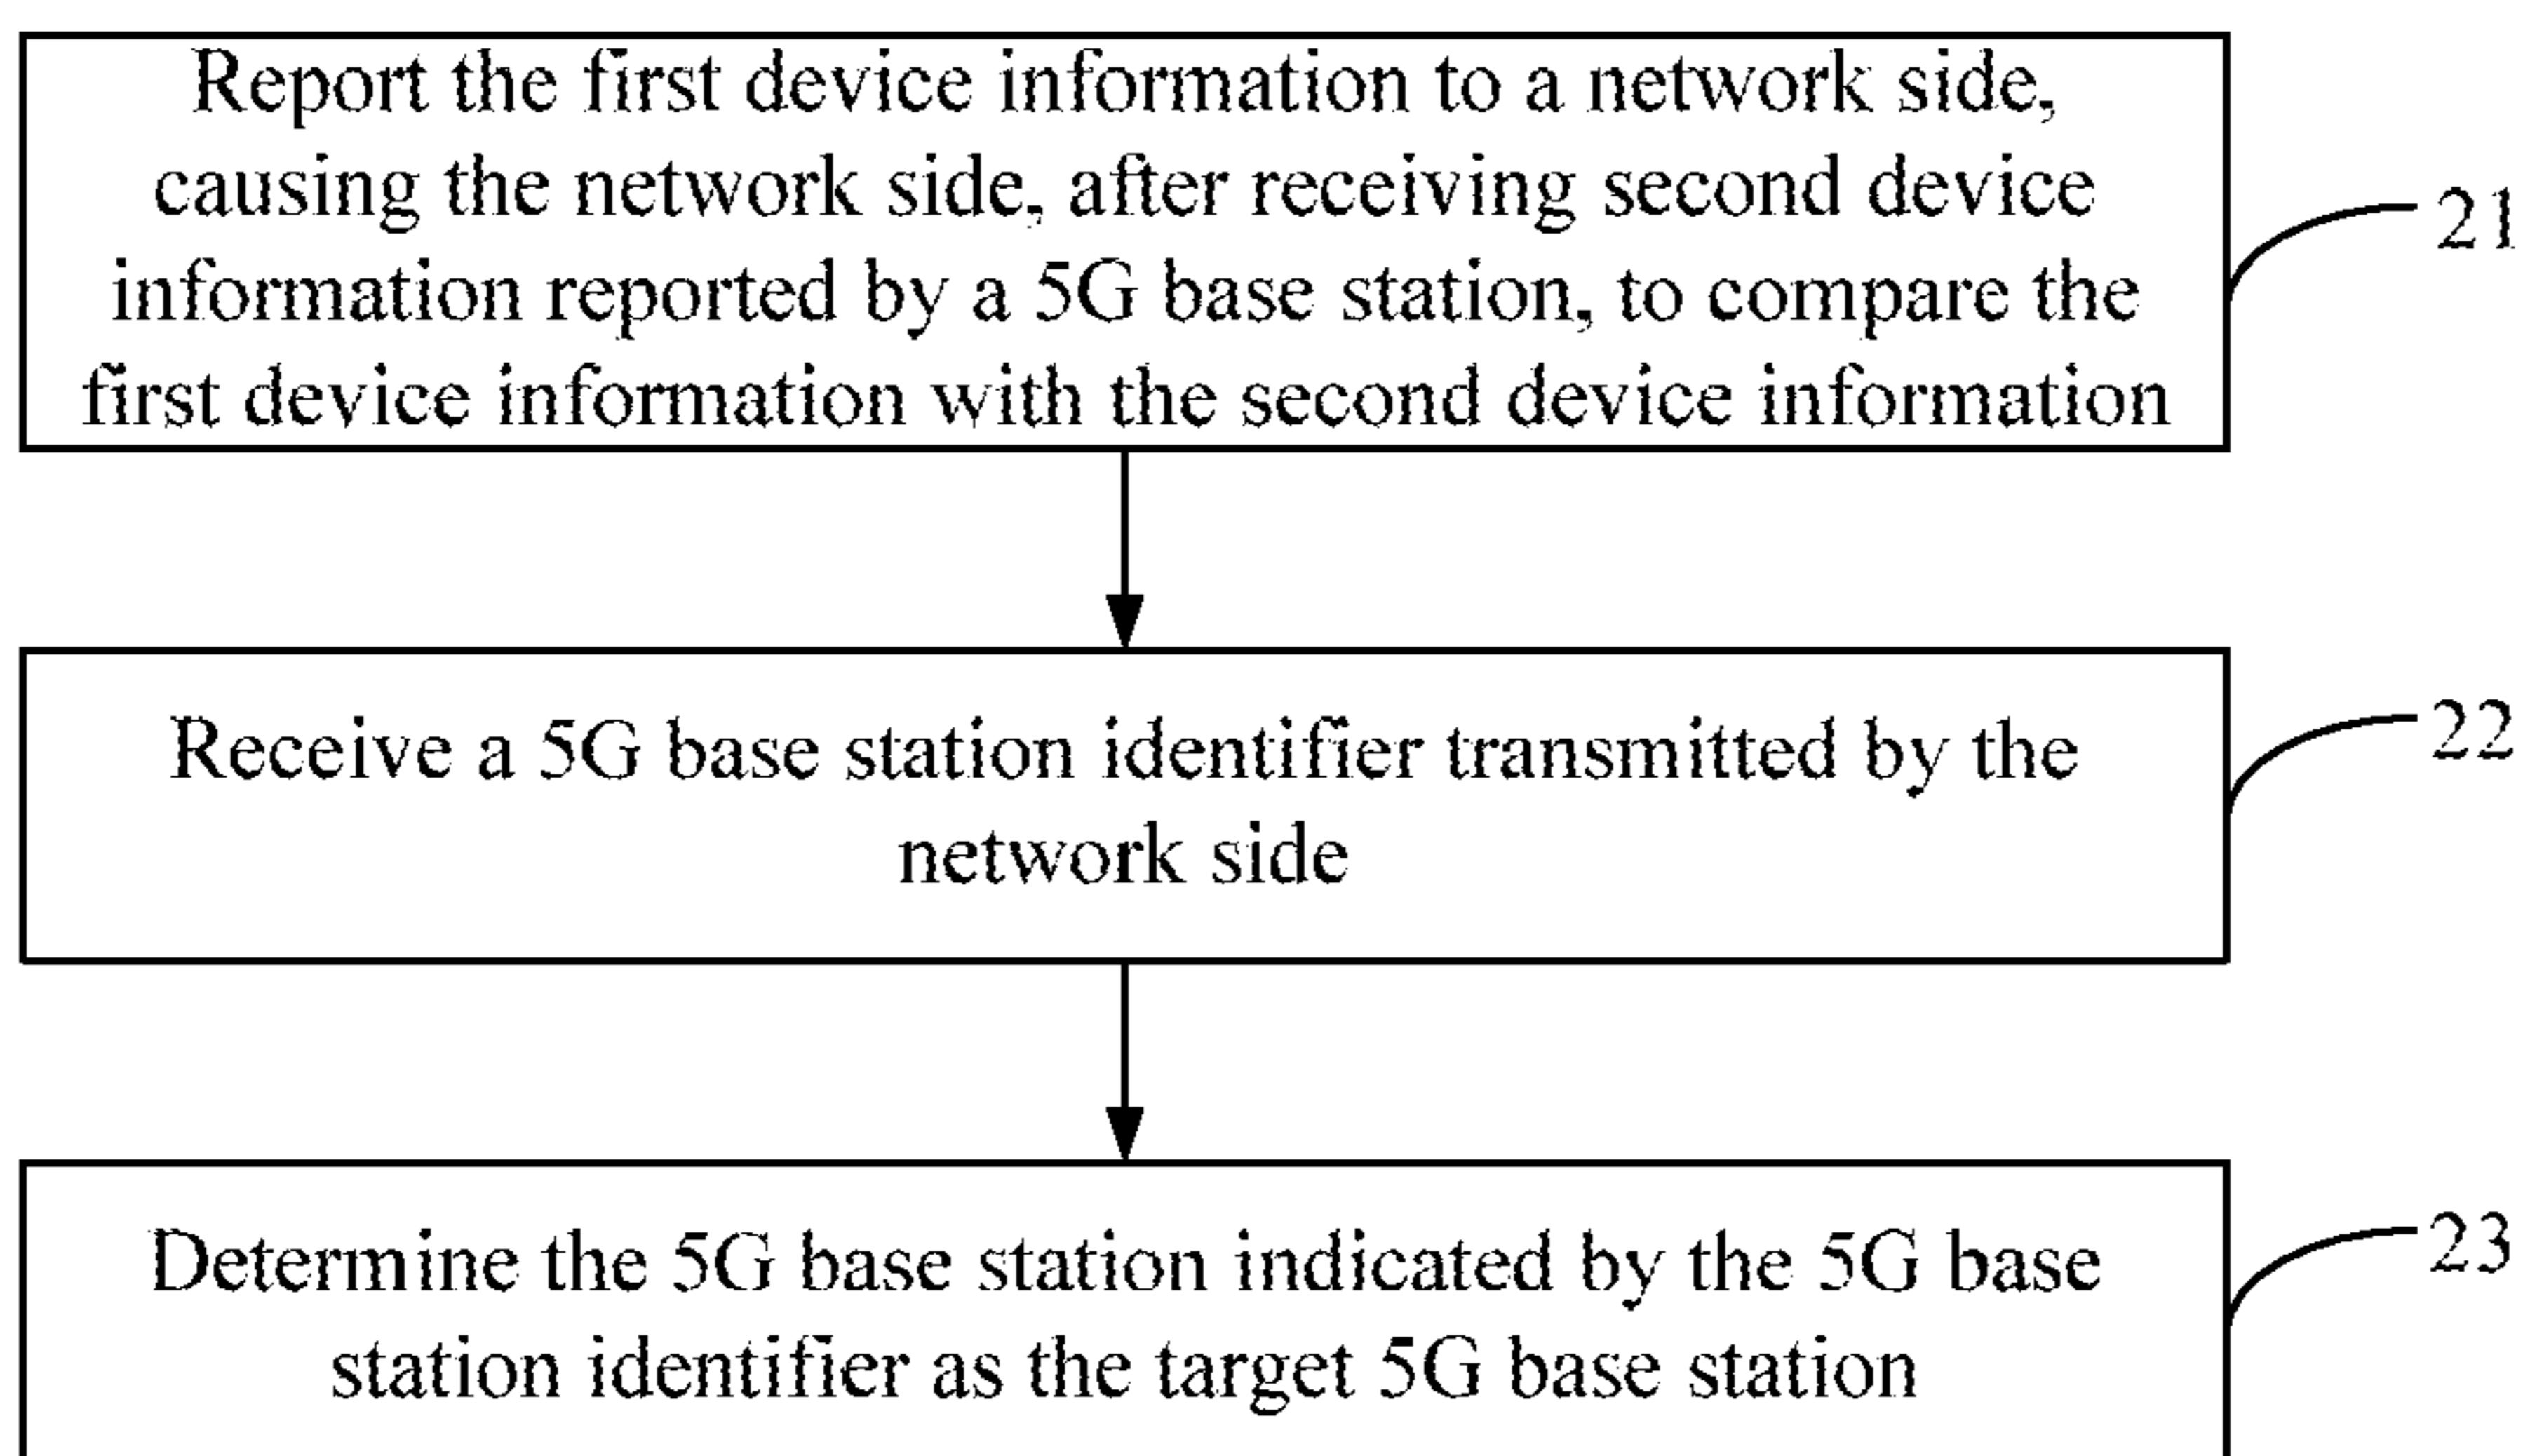 Report the first device information to a network side,
causing the network side, after receiving second device
information reported by a 5G base station, to compare the
first device information with the second device information
21
Receive a 5G base station identifier transmitted by the
network side
22
Determine the 5G base station indicated by the 5G base
station identifier as the target 5G base station
23